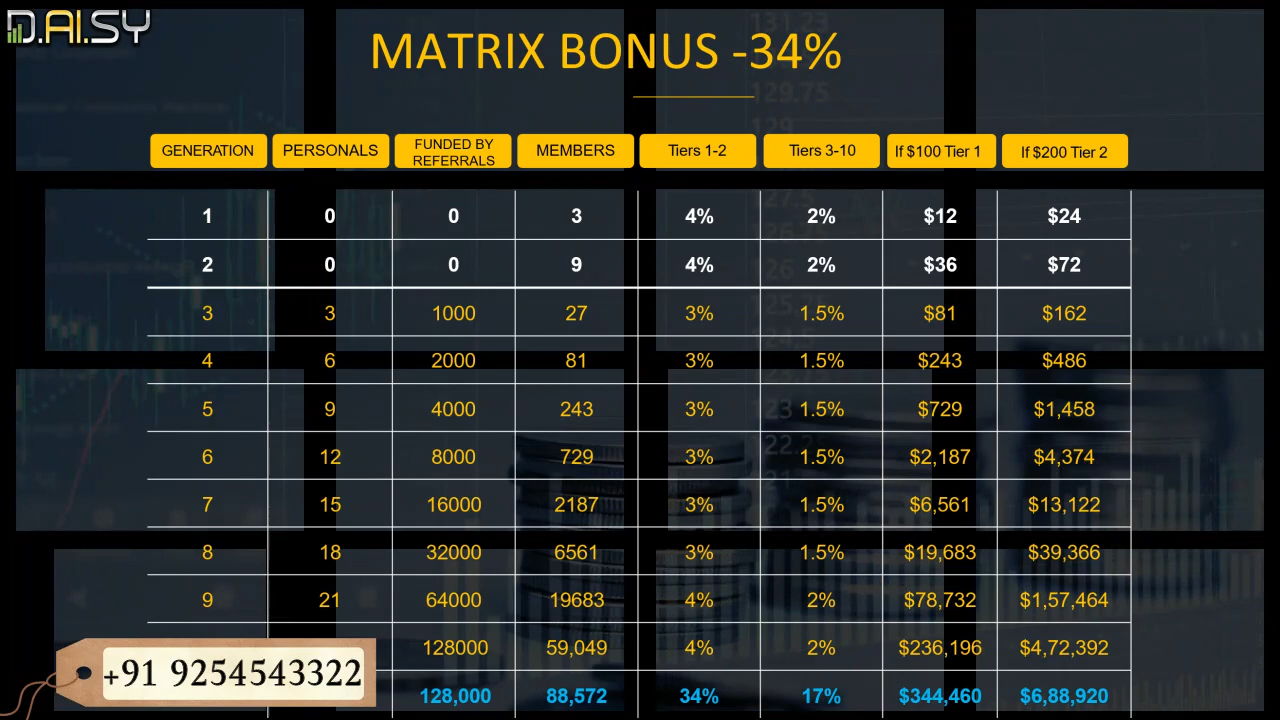 D.AI.SY
MATRIX BONUS -34%
GENERATION PERSONALS FUNDED BY REFERRALS MEMBERS Tiers 1-2 Tiers 3-10 If $100 Tier 1 If $200 Tier 2
1 0 0 3 4% 2% $12 $24
2 0 0 9 4% 2% $36 $72
3 3 1000 27 3% 1.5% $81 $162
4 6 2000 81 3% 1.5% $243 $486
5 9 4000 243 3% 1.5% $729 $1,458
6 12 8000 729 3% 1.5% $2,187 $4,374
7 15 16000 2187 3% 1.5% $6,561 $13,122
8 18 32000 6561 3% 1.5% $19,683 $39,366
9 21 64000 19683 4% 2% $78,732 $1,57,464
128000 59,049 4% 2% $236,196 $4,72,392
+91 9254543322
128,000 88,572 34% 17% $344,460 $6,88,920